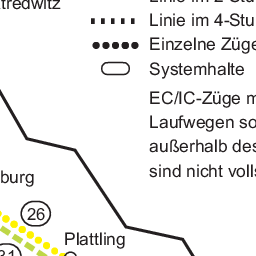 Linie im 4-Stu
Einzelne Züge
Systemhalte
EC/IC-Züge m
Laufwegen so
außerhalb des
sind nicht volls
burg
26
Plattling